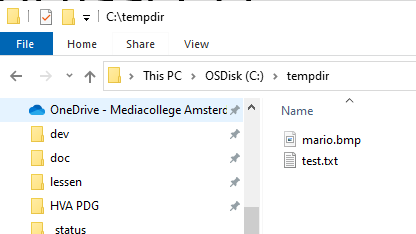 C:\tempdir
File Home Share View
This PC OSDisk (C:) tempdir
OneDrive - Mediacollege Amsterd
dev
doc
lessen
HVA PDG
status
Name
mario.bmp
test.txt